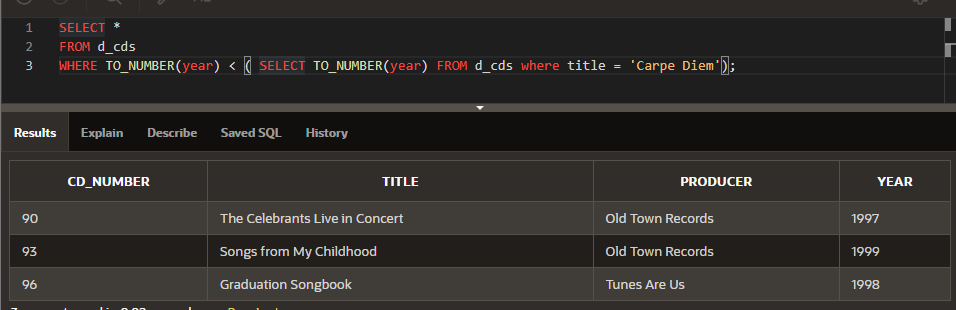 1 SELECT *
2 FROM d_cds
3 WHERE TO_NUMBER(year) < ( SELECT TO_NUMBER(year) FROM d_cds where title = 'Carpe Diem');
Results Explain Describe Saved SQL History
CD_NUMBER TITLE PRODUCER YEAR
90 The Celebrants Live in Concert Old Town Records 1997
93 Songs from My Childhood Old Town Records 1999
96 Graduation Songbook Tunes Are Us 1998